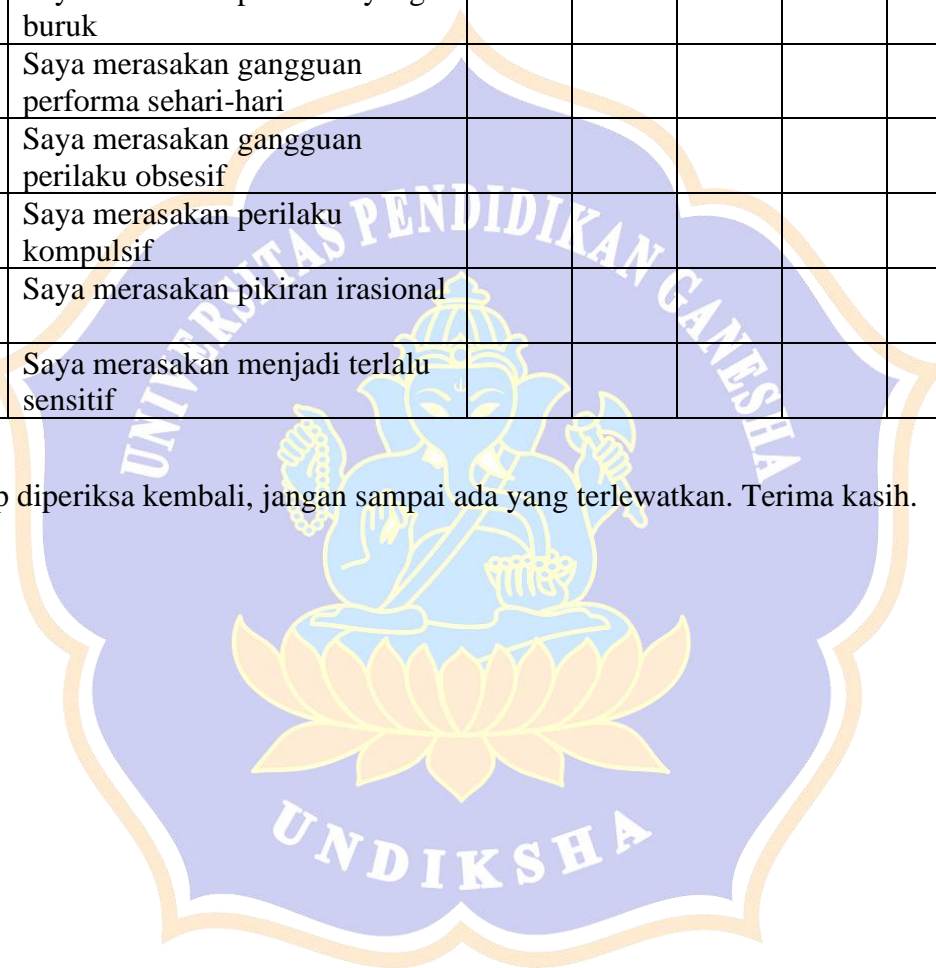 buruk
Saya merasakan gangguan
performa sehari-hari
Saya merasakan gangguan
perilaku obsesif
Saya merasakan perilaku
kompulsif
Saya merasakan pikiran irasional
Saya merasakan menjadi terlalu
sensitif
diperiksa kembali, jangan sampai ada yang terlewatkan. Terima kasih.
UNIVERSITAS PENDIDIKAN GANESHA
UNDIKSHA